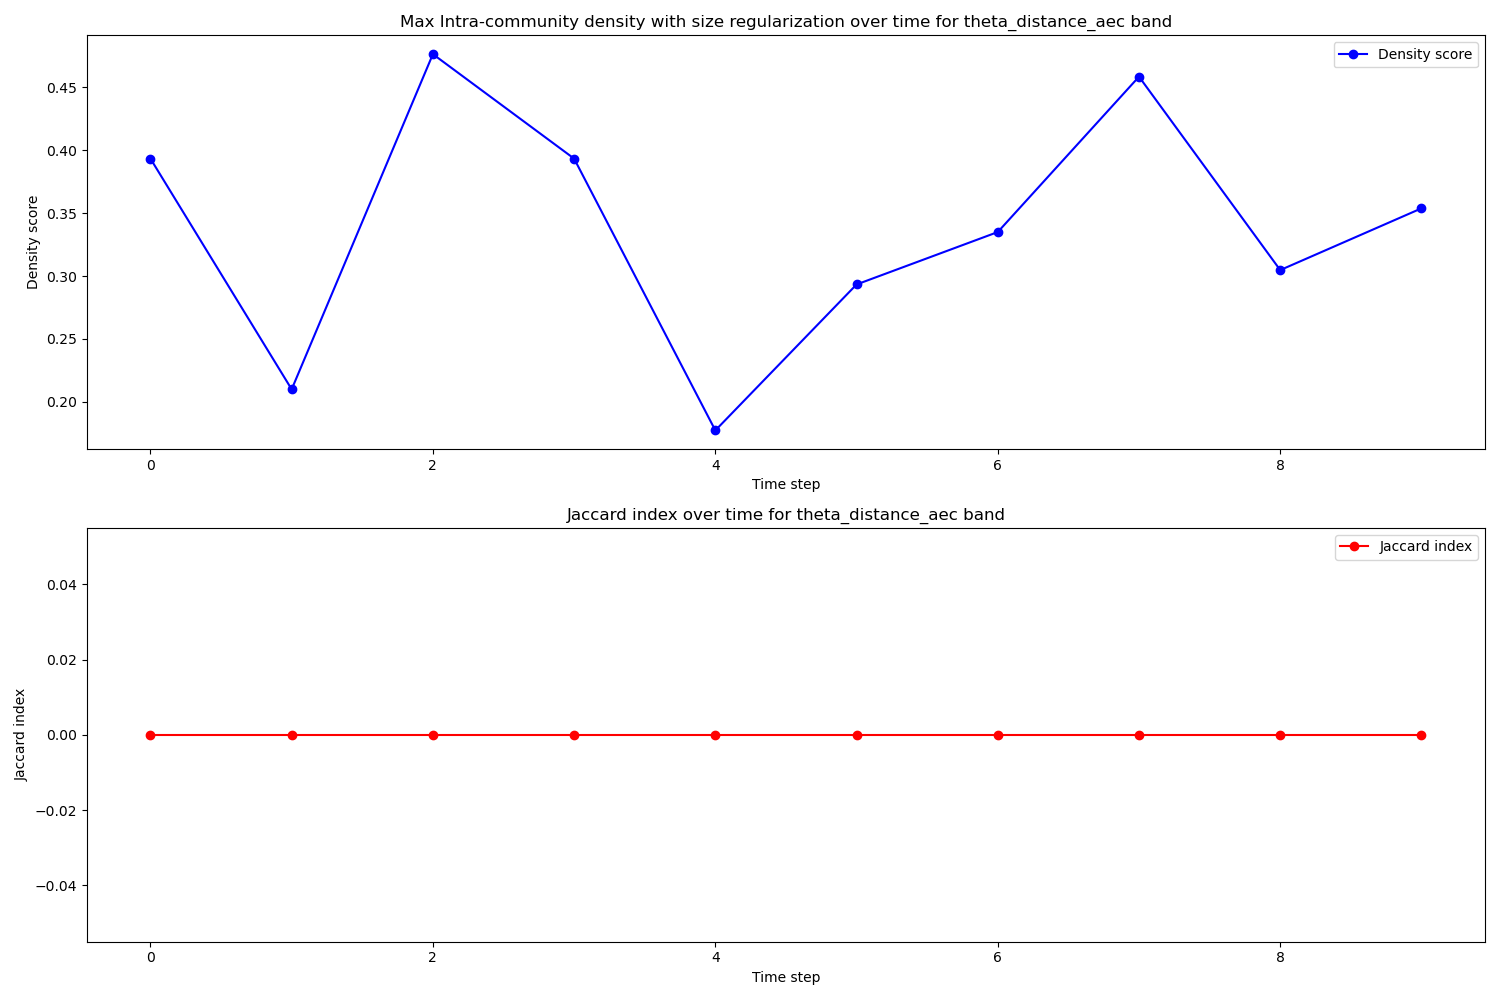 Max Intra-community density with size regularization over time for theta_distance_aec band
Density score
0.45
0.40
0.35
0.30
0.25
0.20
Density score
0
2
4
6
8
Time step
Jaccard index over time for theta_distance_aec band
Jaccard index
0.04
0.02
0.00
−0.02
−0.04
Jaccard index
0
2
4
6
8
Time step